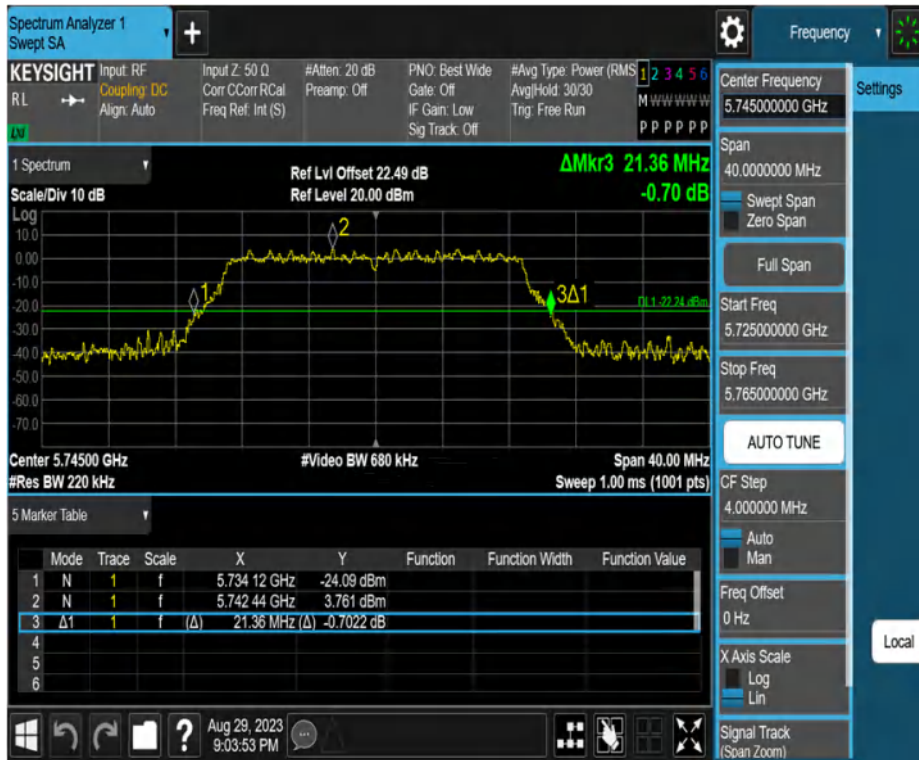 Spectrum Analyzer 1
Swept SA
Frequency
KEYSIGHT
RL
LXI
Input: RF
Coupling: DC
Align: Auto
Input Z: 50 Ω
Corr CCorr RCal
Freq Ref: Int (S)
#Atten: 20 dB
Preamp: Off
PNO: Best Wide
Gate: Off
IF Gain: Low
Sig Track: Off
#Avg Type: Power (RMS
Avg|Hold: 30/30
Trig: Free Run
1 2 3 4 5 6
M W W W W W
P P P P P P
Center Frequency
5.745000000 GHz
Settings
Span
40.0000000 MHz
Swept Span
Zero Span
Full Span
Start Freq
5.725000000 GHz
Stop Freq
5.765000000 GHz
AUTO TUNE
CF Step
4.000000 MHz
Auto
Man
Freq Offset
0 Hz
X Axis Scale
Log
Lin
Signal Track
(Span Zoom)
Local
1 Spectrum
Scale/Div 10 dB
Ref Lvl Offset 22.49 dB
Ref Level 20.00 dBm
ΔMkr3 21.36 MHz
-0.70 dB
Log
10.0
0.00
-10.0
-20.0
-30.0
-40.0
-50.0
-60.0
-70.0
1
2
3Δ1
DL1 -22.24 dBm
Center 5.74500 GHz
#Res BW 220 kHz
#Video BW 680 kHz
Span 40.00 MHz
Sweep 1.00 ms (1001 pts)
5 Marker Table
Mode Trace Scale X Y Function Function Width Function Value
1 N 1 f 5.734 12 GHz -24.09 dBm
2 N 1 f 5.742 44 GHz 3.761 dBm
3 Δ1 1 f (Δ) 21.36 MHz (Δ) -0.7022 dB
4
5
6
?
Aug 29, 2023
9:03:53 PM